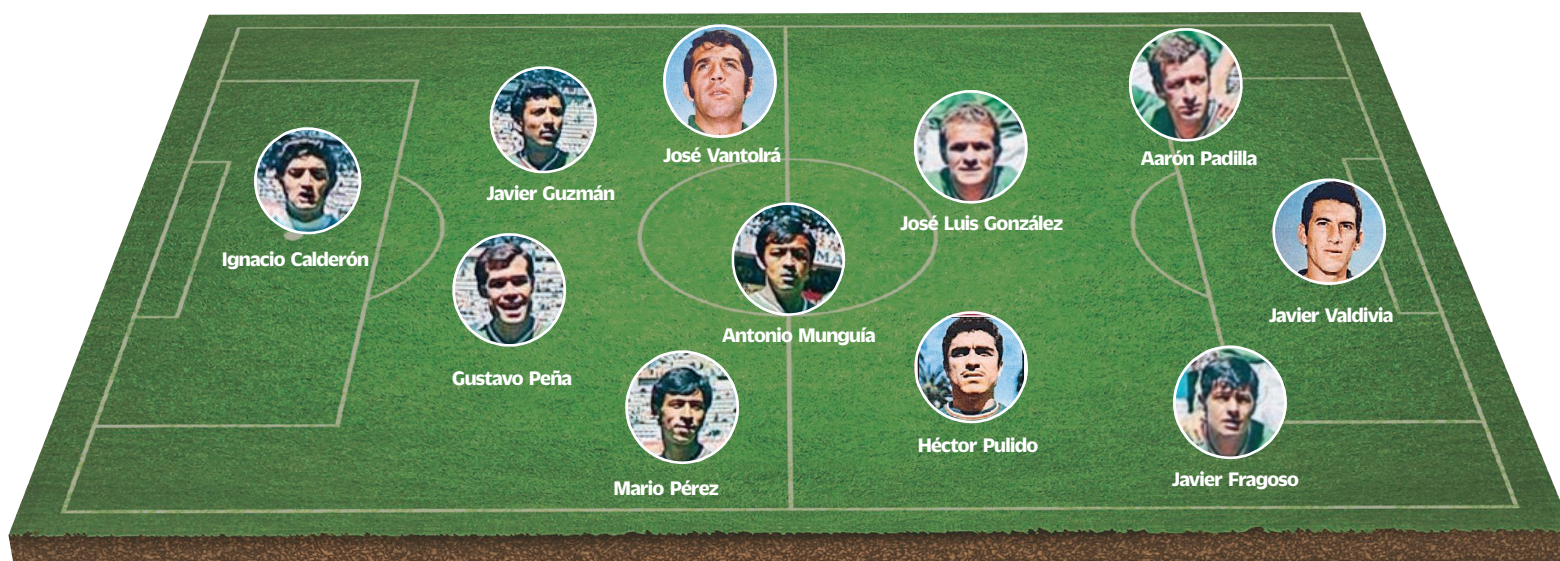 José Vantolrá
Aarón Padilla
Javier Guzmán
José Luis González
Ignacio Calderón
Javier Valdivia
Antonio Munguía
Gustavo Peña
Héctor Pulido
Javier Fragoso
Mario Pérez
MA